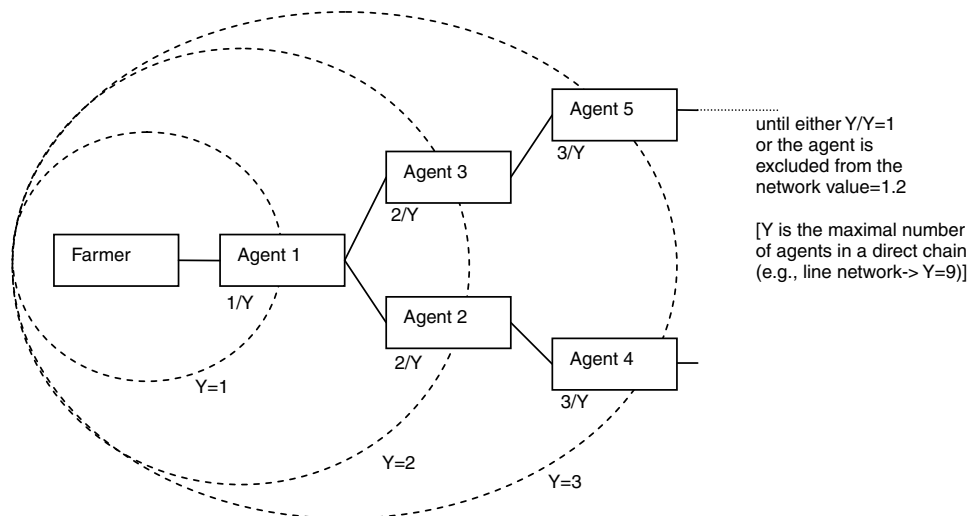 Agent 5
3/Y
until either Y/Y=1
or the agent is
excluded from the
network value=1.2
Agent 3
2/Y
[Y is the maximal number
of agents in a direct chain
(e.g., line network-> Y=9)]
Farmer
Agent 1
1/Y
Agent 2
2/Y
Agent 4
3/Y
Y=1
Y=2
Y=3